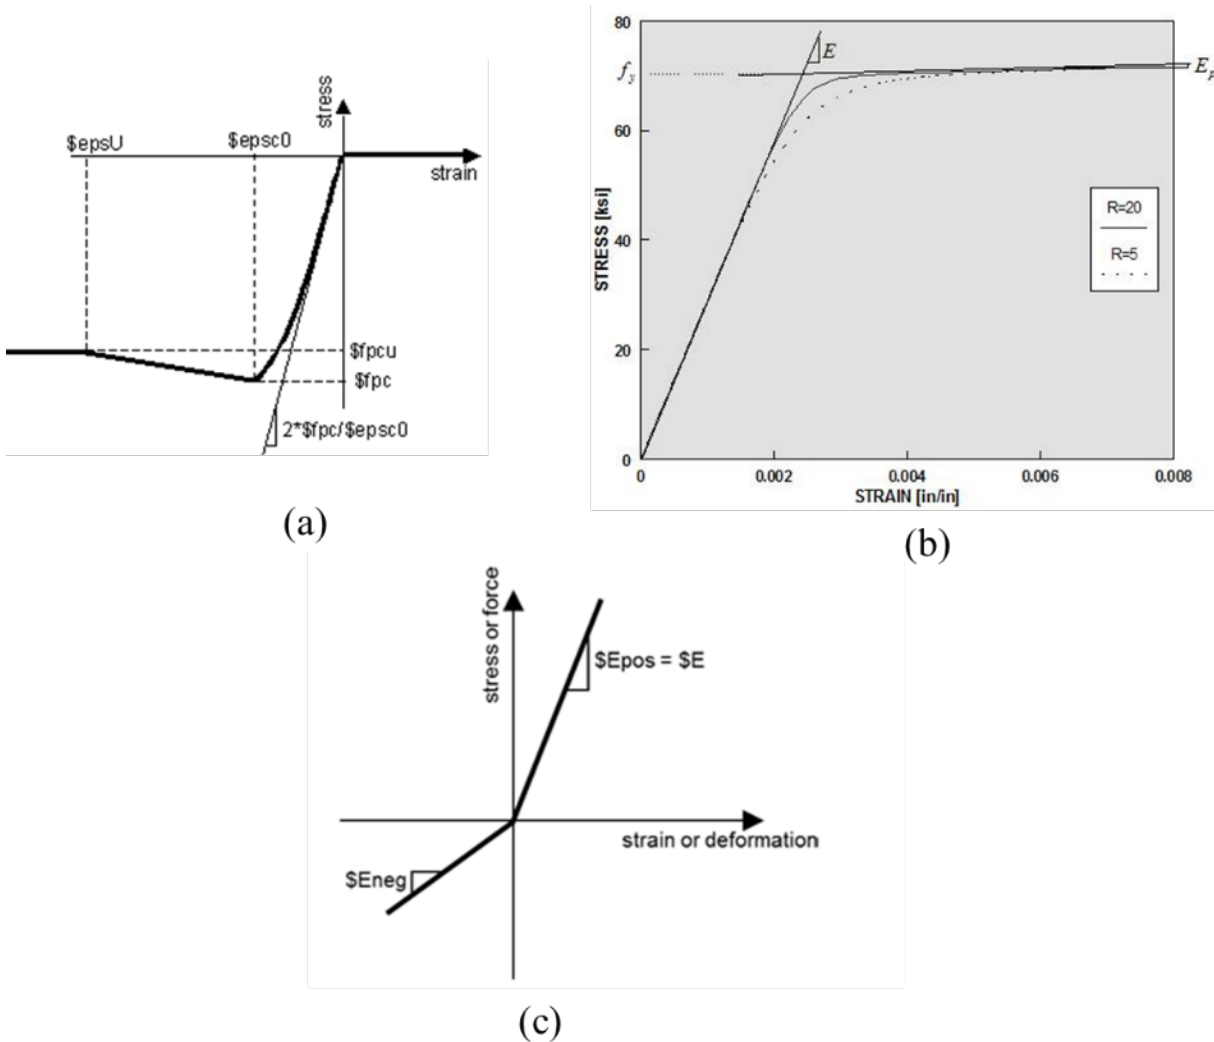 stress
$epsU
$epsc0
strain
$fpcu
$fpc
2*$fpc/$epsc0
(a)
80
E
f_y
E_p
60
STRESS [ksi]
R=20
40
R=5
20
0
0
0.002
0.004
0.006
0.008
STRAIN [in/in]
(b)
stress or force
$Epos = $E
strain or deformation
$Eneg
(c)